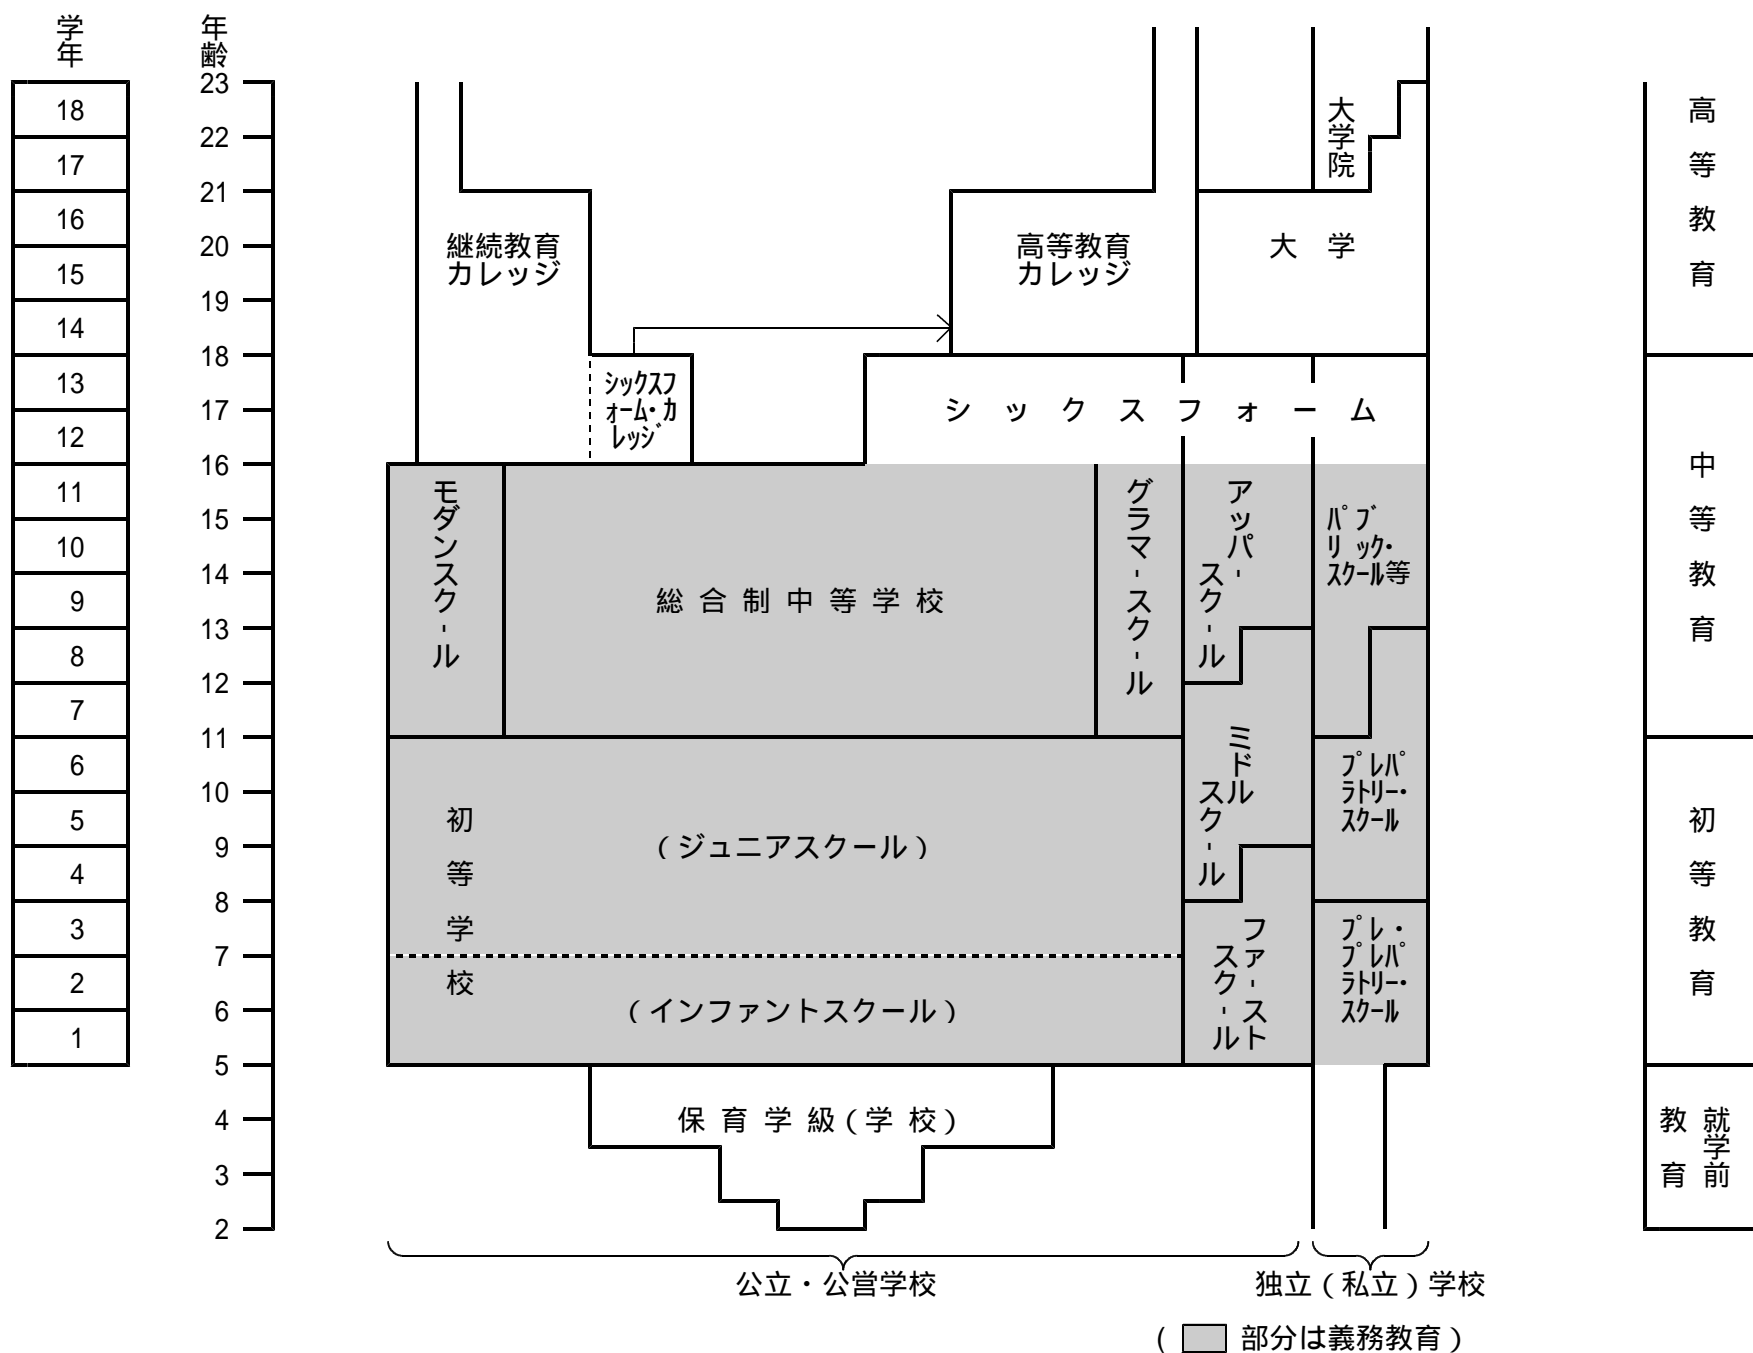 学年
年齢
23
22
21
20
19
18
17
16
15
14
13
12
11
10
9
8
7
6
5
4
3
2
18
17
16
15
14
13
12
11
10
9
8
7
6
5
4
3
2
1
大学院
継続教育
カレッジ
高等教育
カレッジ
大学
シックスフ
ォーム・カ
レッジ
シックスフォーム
モダンスクール
総合制中等学校
グラマースクール
アッパー
スクール
パブ
リック・
スクール等
ミドル
スクール
プレパ
ラトリー・
スクール
初等学校
(ジュニアスクール)
(インファントスクール)
ファースト
スクール
プレ・
プレパ
ラトリー・
スクール
保育学級(学校)
高等教育
中等教育
初等教育
就学前
教育
公立・公営学校
独立(私立)学校
( 部分は義務教育)